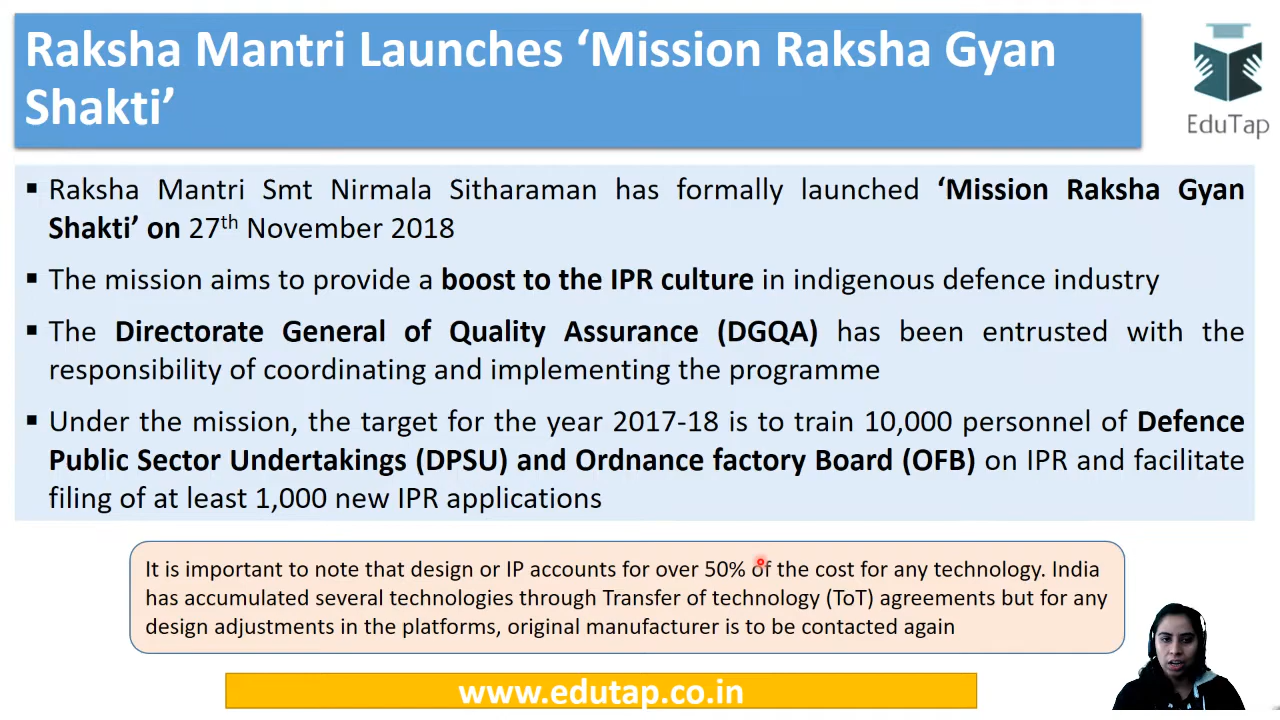 Raksha Mantri Launches ‘Mission Raksha Gyan
Shakti’
EduTap
▪ Raksha Mantri Smt Nirmala Sitharaman has formally launched ‘Mission Raksha Gyan
Shakti’ on 27th November 2018
▪ The mission aims to provide a boost to the IPR culture in indigenous defence industry
▪ The Directorate General of Quality Assurance (DGQA) has been entrusted with the
responsibility of coordinating and implementing the programme
▪ Under the mission, the target for the year 2017-18 is to train 10,000 personnel of Defence
Public Sector Undertakings (DPSU) and Ordnance factory Board (OFB) on IPR and facilitate
filing of at least 1,000 new IPR applications
It is important to note that design or IP accounts for over 50% of the cost for any technology. India
has accumulated several technologies through Transfer of technology (ToT) agreements but for any
design adjustments in the platforms, original manufacturer is to be contacted again
www.edutap.co.in